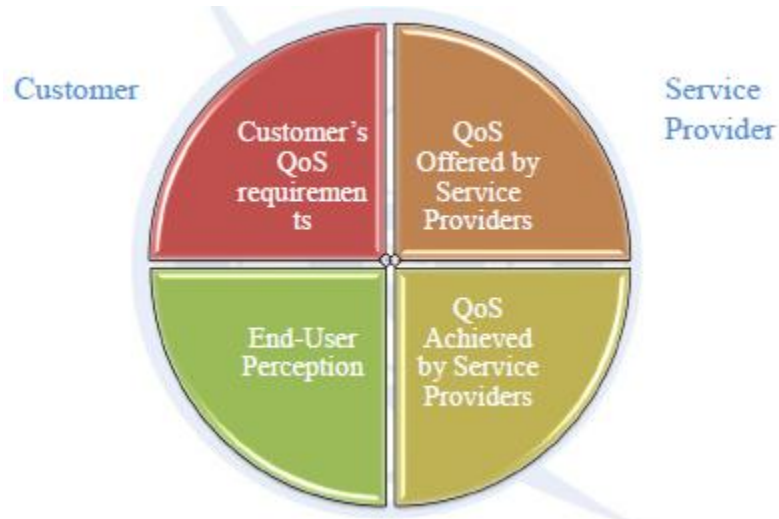 Customer
Service
Provider
Customer’s
QoS
requiremen
ts
QoS
Offered by
Service
Providers
End-User
Perception
QoS
Achieved
by Service
Providers